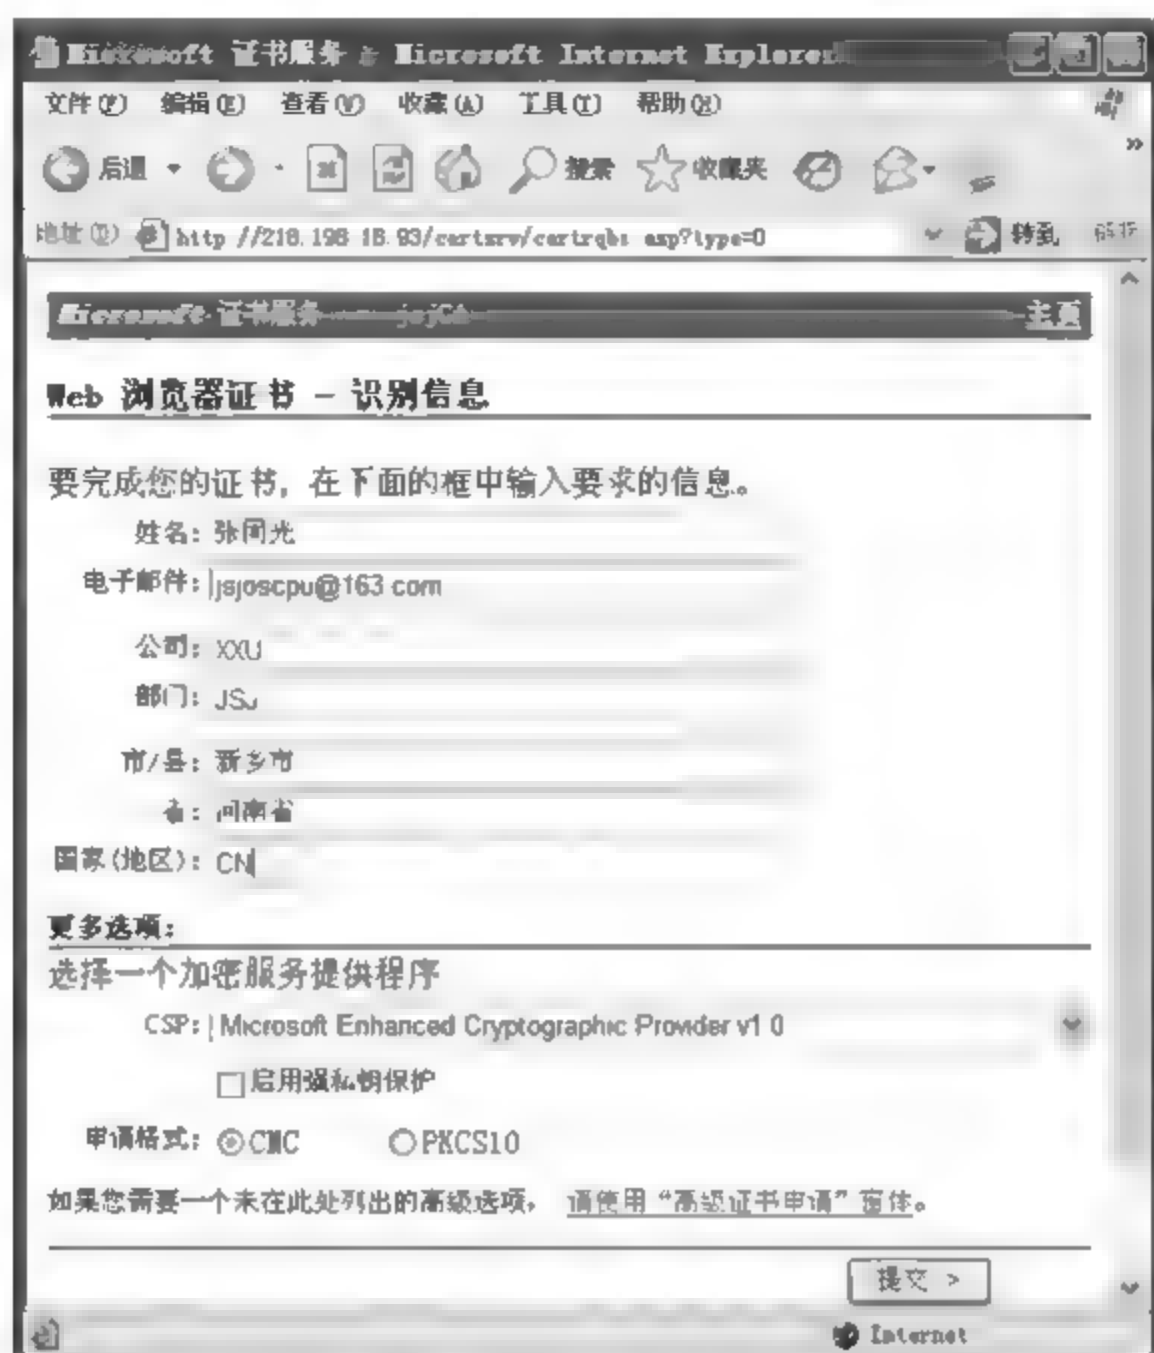 Microsoft 证书服务 - Microsoft Internet Explorer
文件(F) 编辑(E) 查看(V) 收藏(A) 工具(T) 帮助(H)
后退 搜索 收藏夹
地址(D) http://218.198.18.93/certsrv/certrqbi.asp?type=0 转到
Microsoft 证书服务 -- jsjCA 主页
Web 浏览器证书 - 识别信息
要完成您的证书, 在下面的框中输入要求的信息。
姓名: 张同光
电子邮件: jsjoscpu@163.com
公司: XXU
部门: JSJ
市/县: 新乡市
省: 河南省
国家(地区): CN
更多选项:
选择一个加密服务提供程序
CSP: Microsoft Enhanced Cryptographic Provider v1.0
启用强私钥保护
申请格式: CMC PKCS10
如果您需要一个未在此处列出的高级选项, 请使用“高级证书申请”窗体。
提交 >
Internet